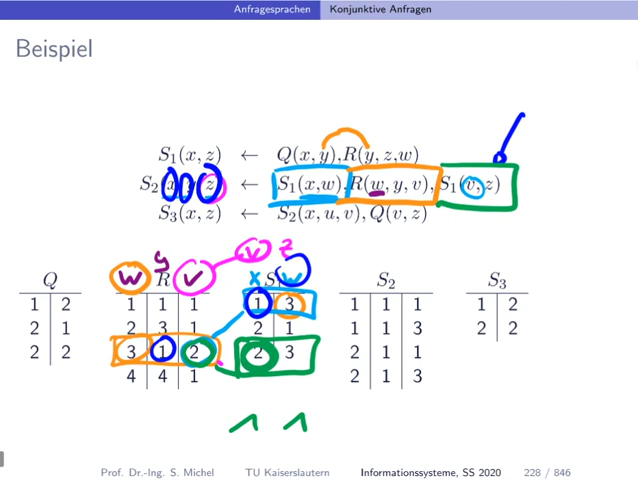 Anfragesprachen Konjunktive Anfragen
Beispiel
S₁(x, z) ← Q(x, y), R(y, z, w)
S₂(x, y, z) ← S₁(x, w), R(w, y, v), S₁(v, z)
S₃(x, z) ← S₂(x, u, v), Q(v, z)
v z
w y v x w
Q R S S₂ S₃
1 2 1 1 1 1 3 1 1 1 1 2
2 1 2 3 1 2 1 1 1 3 2 2
2 2 3 1 2 2 3 2 1 1
4 4 1 2 1 3
1 1
Prof. Dr.-Ing. S. Michel TU Kaiserslautern Informationssysteme, SS 2020 228 / 846